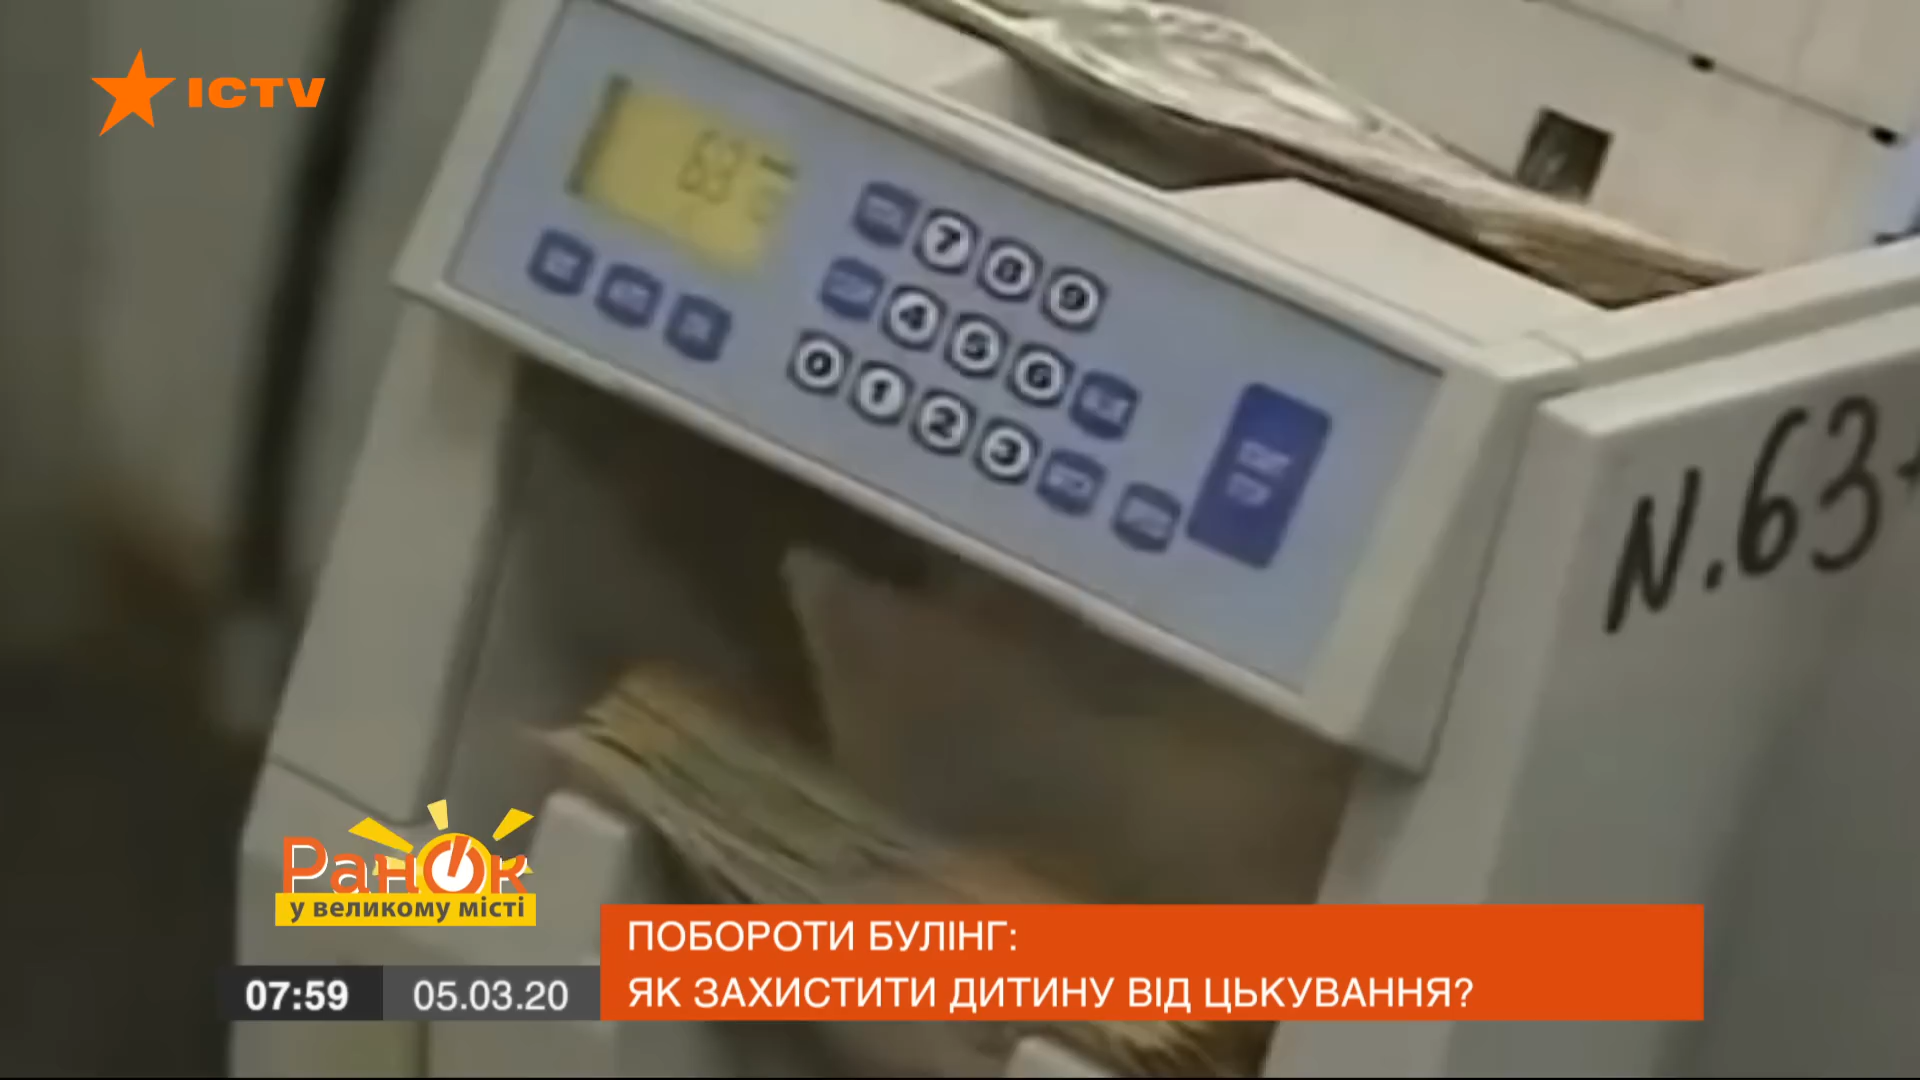 ICTV
63
7 8 9
4 5 6
0 1 2 3
N.63
Ранок
у великому місті
ПОБОРОТИ БУЛІНГ:
ЯК ЗАХИСТИТИ ДИТИНУ ВІД ЦЬКУВАННЯ?
07:59 05.03.20